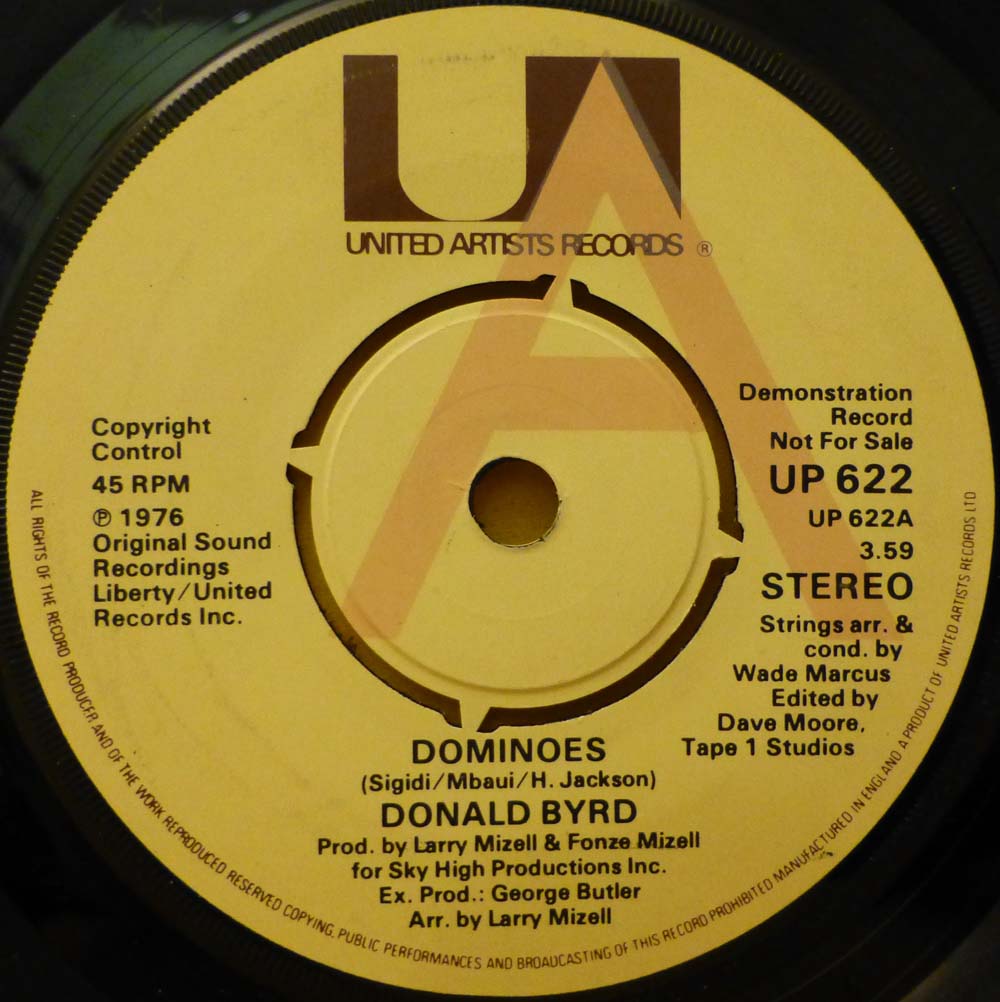 UA
UNITED ARTISTS RECORDS ®
A
Copyright
Control
45 RPM
℗ 1976
Original Sound
Recordings
Liberty/United
Records Inc.
Demonstration
Record
Not For Sale
UP 622
UP 622A
3.59
STEREO
Strings arr. &
cond. by
Wade Marcus
Edited by
Dave Moore,
Tape 1 Studios
DOMINOES
(Sigidi/Mbaui/H. Jackson)
DONALD BYRD
Prod. by Larry Mizell & Fonze Mizell
for Sky High Productions Inc.
Ex. Prod.: George Butler
Arr. by Larry Mizell
ALL RIGHTS OF THE RECORD PRODUCER AND OF THE WORK REPRODUCED RESERVED COPYING, PUBLIC PERFORMANCES AND BROADCASTING OF THIS RECORD PROHIBITED MANUFACTURED IN ENGLAND A PRODUCT OF UNITED ARTISTS RECORDS LTD